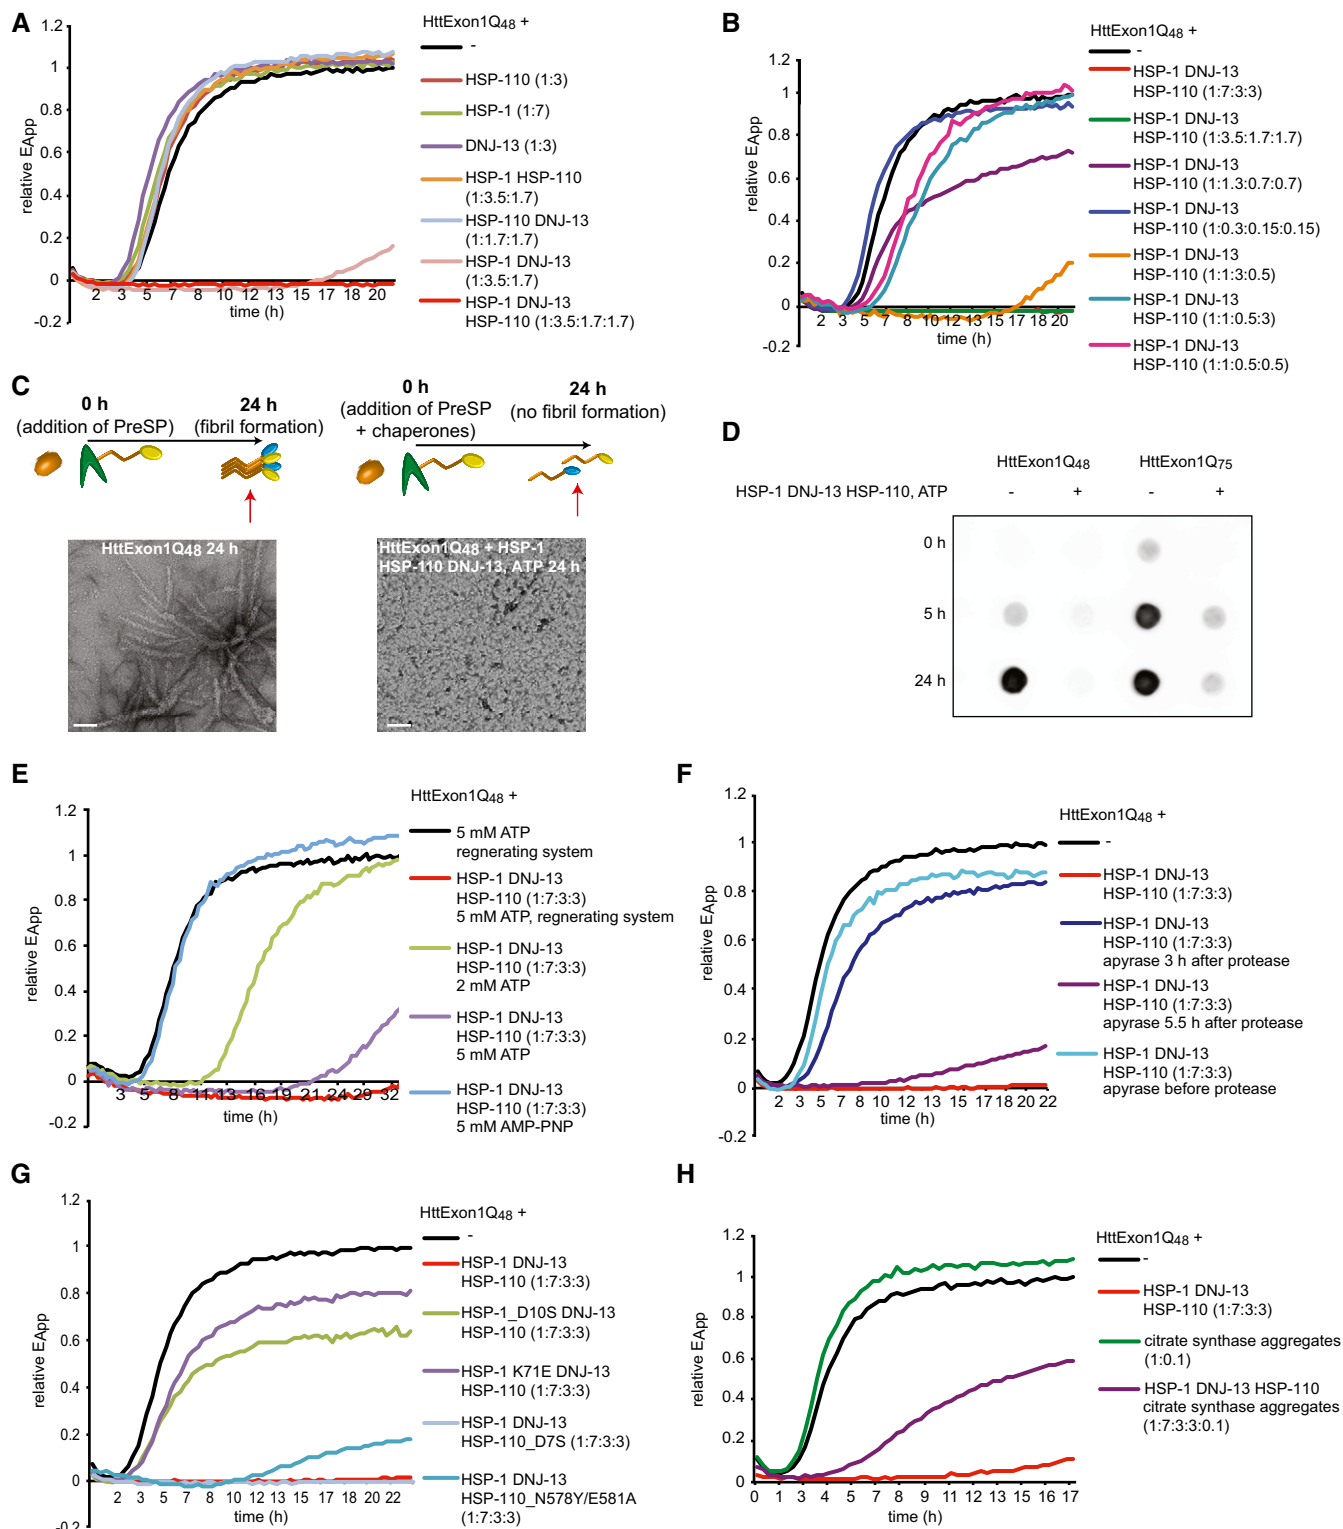 A
HttExon1Q48 +
-
HSP-110 (1:3)
HSP-1 (1:7)
DNJ-13 (1:3)
HSP-1 HSP-110
(1:3.5:1.7)
HSP-110 DNJ-13
(1:1.7:1.7)
HSP-1 DNJ-13
(1:3.5:1.7)
HSP-1 DNJ-13
HSP-110 (1:3.5:1.7:1.7)
relative EApp
1.2
1
0.8
0.6
0.4
0.2
0
-0.2
2 3 5 7 8 10 12 13 15 17 18 20
time (h)
B
HttExon1Q48 +
-
HSP-1 DNJ-13
HSP-110 (1:7:3:3)
HSP-1 DNJ-13
HSP-110 (1:3.5:1.7:1.7)
HSP-1 DNJ-13
HSP-110 (1:1.3:0.7:0.7)
HSP-1 DNJ-13
HSP-110 (1:0.3:0.15:0.15)
HSP-1 DNJ-13
HSP-110 (1:1:3:0.5)
HSP-1 DNJ-13
HSP-110 (1:1:0.5:3)
HSP-1 DNJ-13
HSP-110 (1:1:0.5:0.5)
relative EApp
1.2
1
0.8
0.6
0.4
0.2
0
-0.2
2 3 5 7 8 10 12 13 15 17 18 20
time (h)
C
0 h
(addition of PreSP)
24 h
(fibril formation)
0 h
(addition of PreSP
+ chaperones)
24 h
(no fibril formation)
HttExon1Q48 24 h
HttExon1Q48 + HSP-1
HSP-110 DNJ-13, ATP 24 h
D
HttExon1Q48 HttExon1Q75
HSP-1 DNJ-13 HSP-110, ATP - + - +
0 h
5 h
24 h
E
HttExon1Q48 +
5 mM ATP
regnerating system
HSP-1 DNJ-13
HSP-110 (1:7:3:3)
5 mM ATP, regnerating system
HSP-1 DNJ-13
HSP-110 (1:7:3:3)
2 mM ATP
HSP-1 DNJ-13
HSP-110 (1:7:3:3)
5 mM ATP
HSP-1 DNJ-13
HSP-110 (1:7:3:3)
5 mM AMP-PNP
relative EApp
1.2
1
0.8
0.6
0.4
0.2
0
-0.2
3 5 8 11 13 16 19 21 24 29 32
time (h)
F
HttExon1Q48 +
-
HSP-1 DNJ-13
HSP-110 (1:7:3:3)
HSP-1 DNJ-13
HSP-110 (1:7:3:3)
apyrase 3 h after protease
HSP-1 DNJ-13
HSP-110 (1:7:3:3)
apyrase 5.5 h after protease
HSP-1 DNJ-13
HSP-110 (1:7:3:3)
apyrase before protease
relative EApp
1.2
1
0.8
0.6
0.4
0.2
0
-0.2
2 3 5 7 8 10 12 13 15 17 18 20 22
time (h)
G
HttExon1Q48 +
-
HSP-1 DNJ-13
HSP-110 (1:7:3:3)
HSP-1_D10S DNJ-13
HSP-110 (1:7:3:3)
HSP-1 K71E DNJ-13
HSP-110 (1:7:3:3)
HSP-1 DNJ-13
HSP-110_D7S (1:7:3:3)
HSP-1 DNJ-13
HSP-110_N578Y/E581A
(1:7:3:3)
relative EApp
1.2
1
0.8
0.6
0.4
0.2
0
-0.2
2 3 5 7 8 10 12 13 15 17 18 20 22
time (h)
H
HttExon1Q48 +
-
HSP-1 DNJ-13
HSP-110 (1:7:3:3)
citrate synthase aggregates
(1:0.1)
HSP-1 DNJ-13 HSP-110
citrate synthase aggregates
(1:7:3:3:0.1)
relative EApp
1.2
1
0.8
0.6
0.4
0.2
0
0 1 3 4 5 7 8 9 11 12 13 15 16 17
time (h)